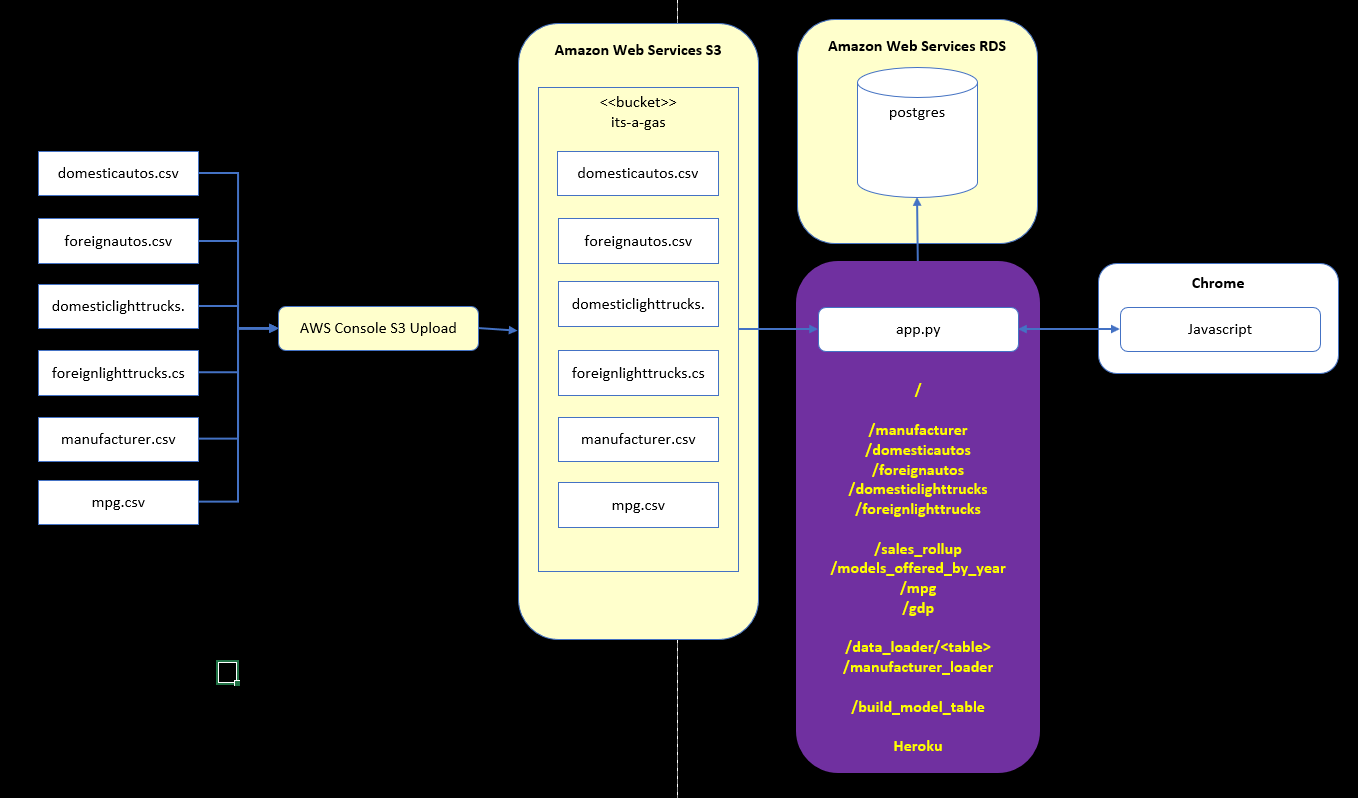 domesticautos.csv
foreignautos.csv
domesticlighttrucks.
foreignlighttrucks.cs
manufacturer.csv
mpg.csv
AWS Console S3 Upload
Amazon Web Services S3
<<bucket>>
its-a-gas
domesticautos.csv
foreignautos.csv
domesticlighttrucks.
foreignlighttrucks.cs
manufacturer.csv
mpg.csv
Amazon Web Services RDS
postgres
app.py
/
/manufacturer
/domesticautos
/foreignautos
/domesticlighttrucks
/foreignlighttrucks
/sales_rollup
/models_offered_by_year
/mpg
/gdp
/data_loader/<table>
/manufacturer_loader
/build_model_table
Heroku
Chrome
Javascript